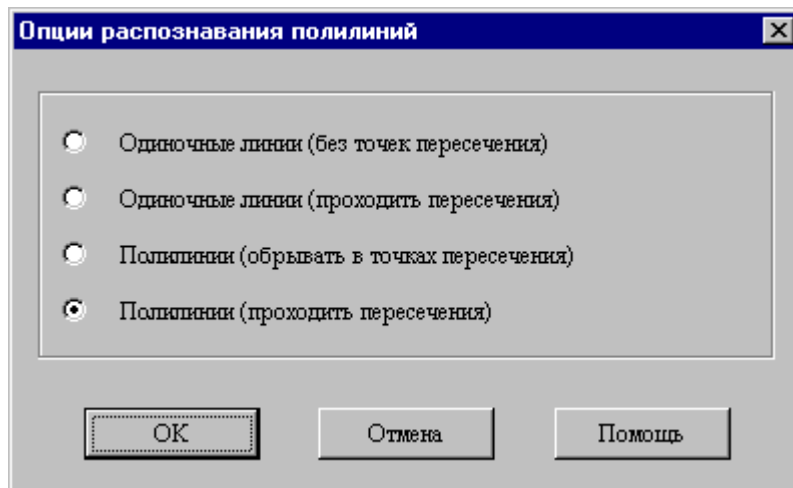 Опции распознавания полилиний
Одиночные линии (без точек пересечения)
Одиночные линии (проходить пересечения)
Полилинии (обрывать в точках пересечения)
Полилинии (проходить пересечения)
OK Отмена Помощь